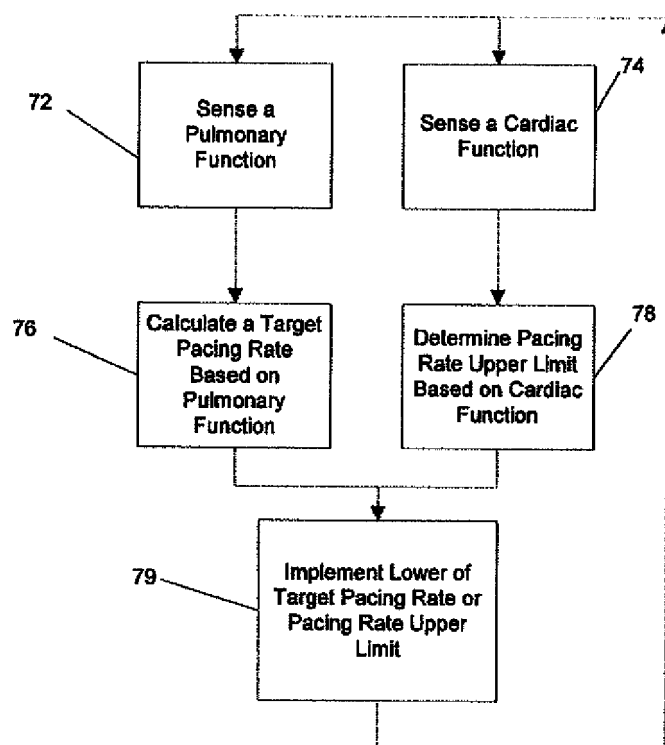 72
Sense a
Pulmonary
Function
74
Sense a Cardiac
Function
76
Calculate a Target
Pacing Rate
Based on
Pulmonary
Function
78
Determine Pacing
Rate Upper Limit
Based on Cardiac
Function
79
Implement Lower of
Target Pacing Rate or
Pacing Rate Upper
Limit